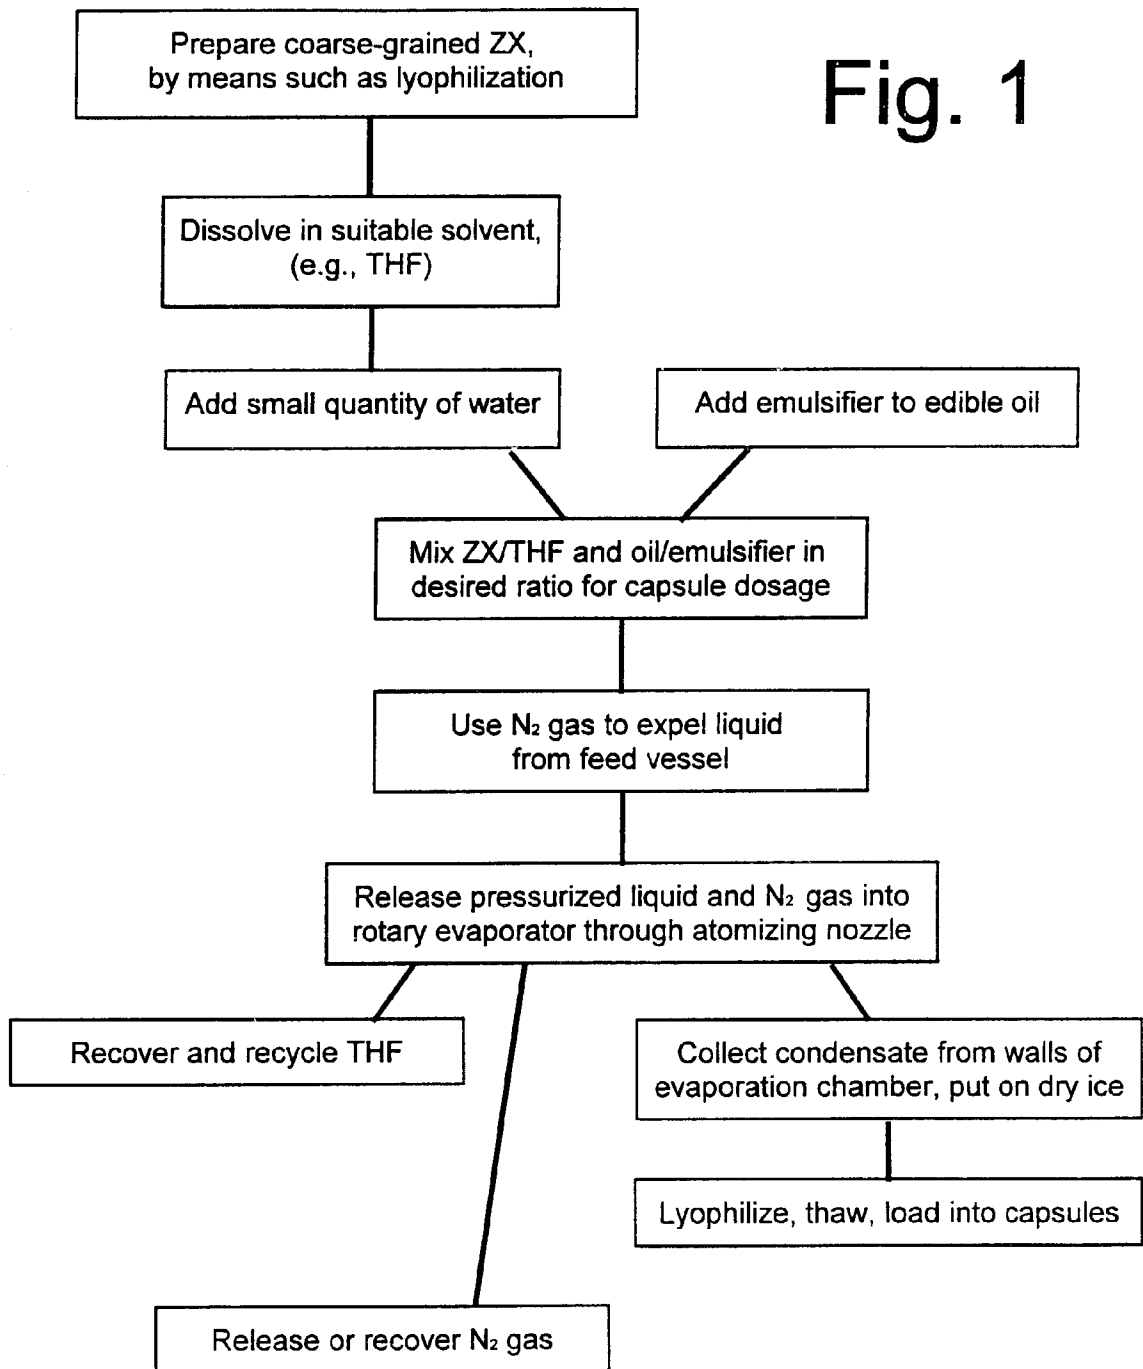 Fig. 1
Prepare coarse-grained ZX,
by means such as lyophilization
Dissolve in suitable solvent,
(e.g., THF)
Add small quantity of water
Add emulsifier to edible oil
Mix ZX/THF and oil/emulsifier in
desired ratio for capsule dosage
Use N₂ gas to expel liquid
from feed vessel
Release pressurized liquid and N₂ gas into
rotary evaporator through atomizing nozzle
Recover and recycle THF
Collect condensate from walls of
evaporation chamber, put on dry ice
Lyophilize, thaw, load into capsules
Release or recover N₂ gas